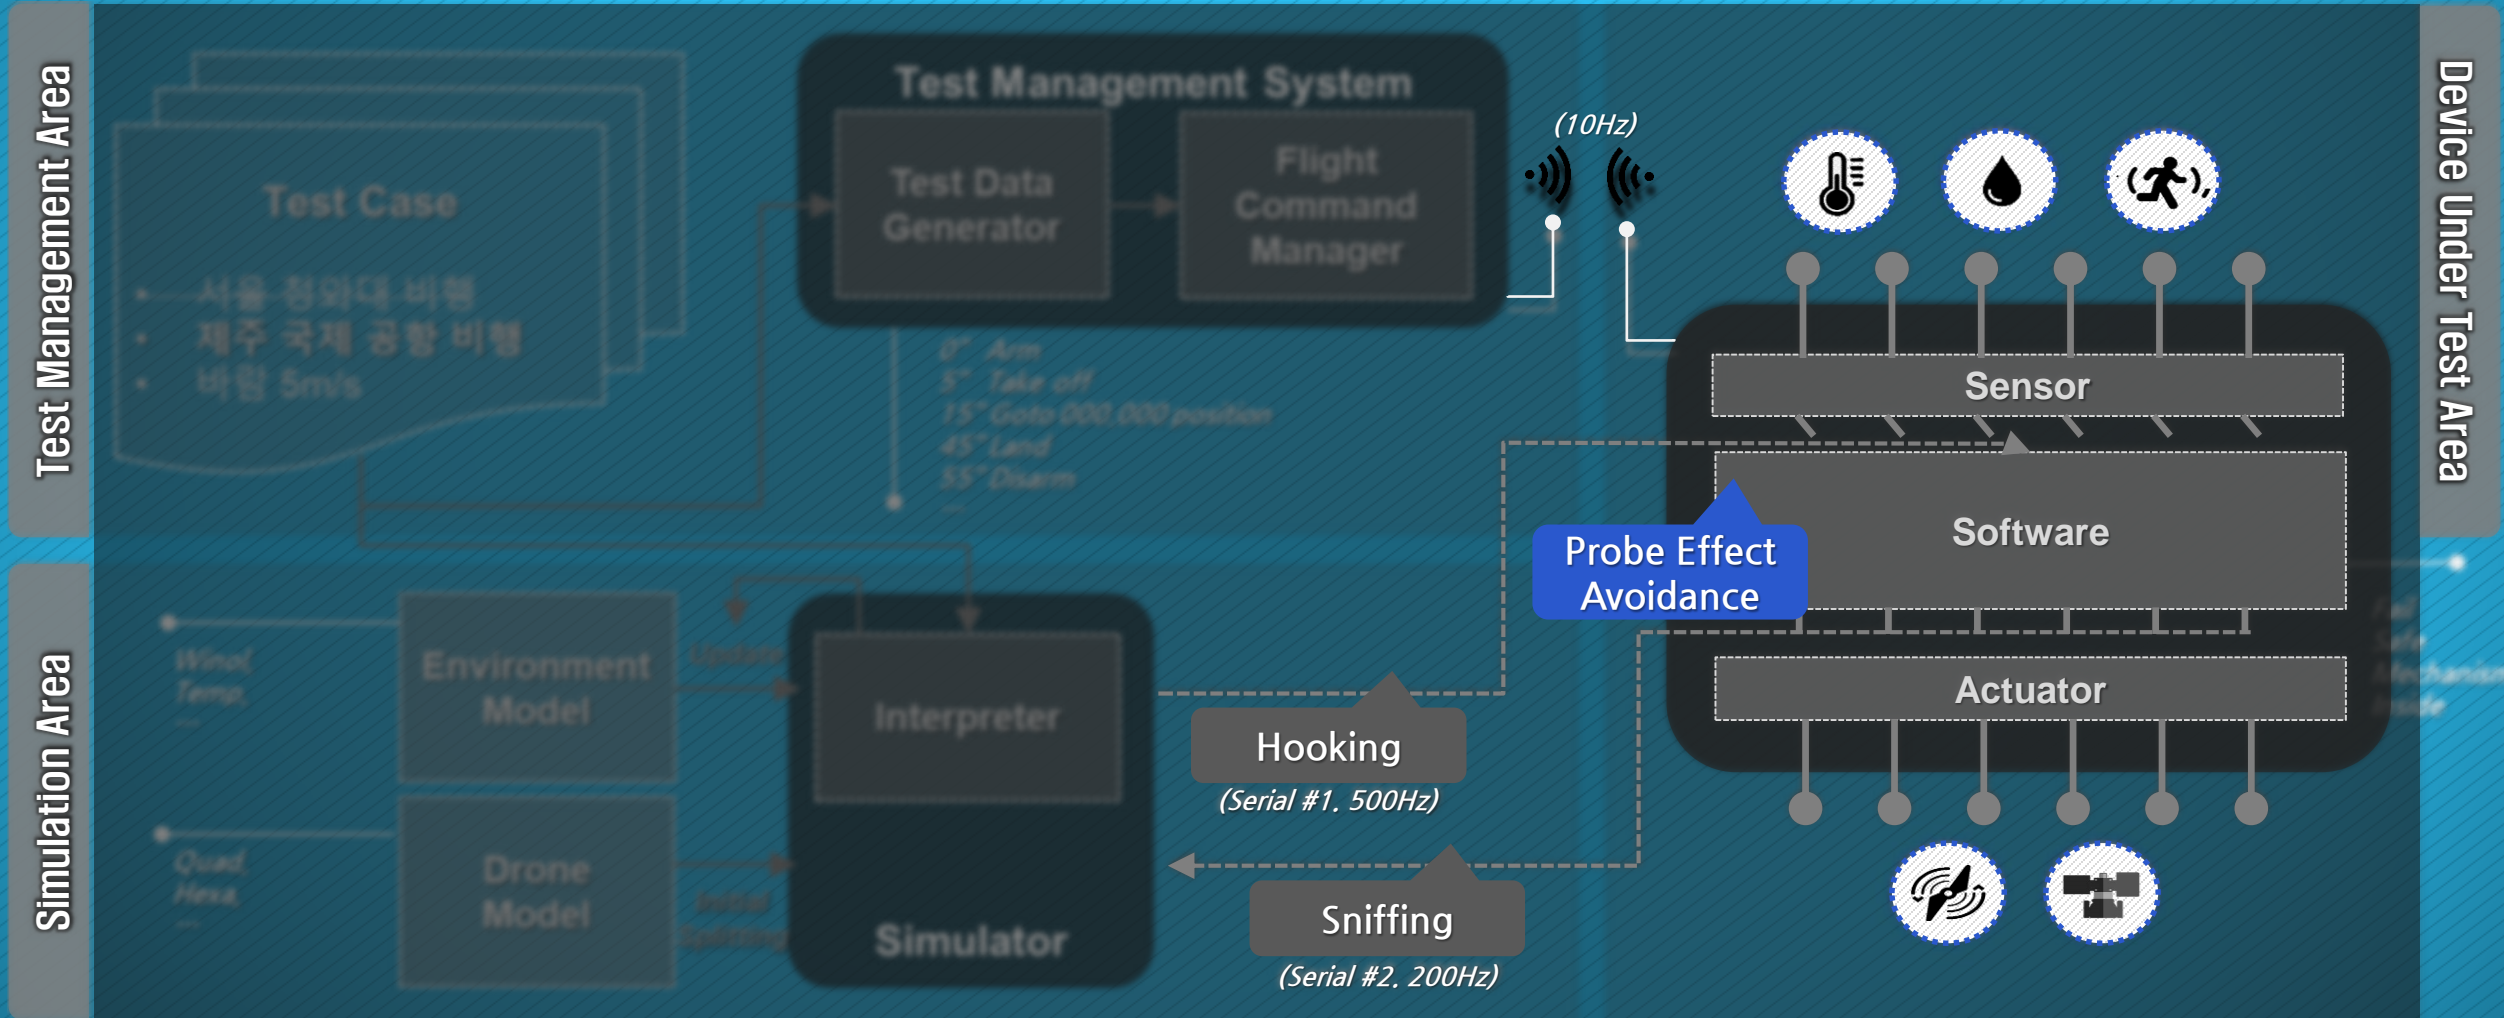 Test Management Area
Test Management System
Test Data
Generator
Flight
Command
Manager
(10Hz)
Test Case
• 서울 청와대 비행
• 제주 국제 공항 비행
• 바람 5m/s
0" Arm
5" Take off
15" Goto 000,000 position
45" Land
55" Disarm
...
Device Under Test Area
Sensor
Software
Probe Effect
Avoidance
Actuator
Fail
Safe
Mechanism
Inside
Simulation Area
Wind,
Temp,
...
Environment
Model
Update
Interpreter
Hooking
(Serial #1, 500Hz)
Quad,
Hexa,
...
Drone
Model
Initial
Simulator
Sniffing
(Serial #2, 200Hz)